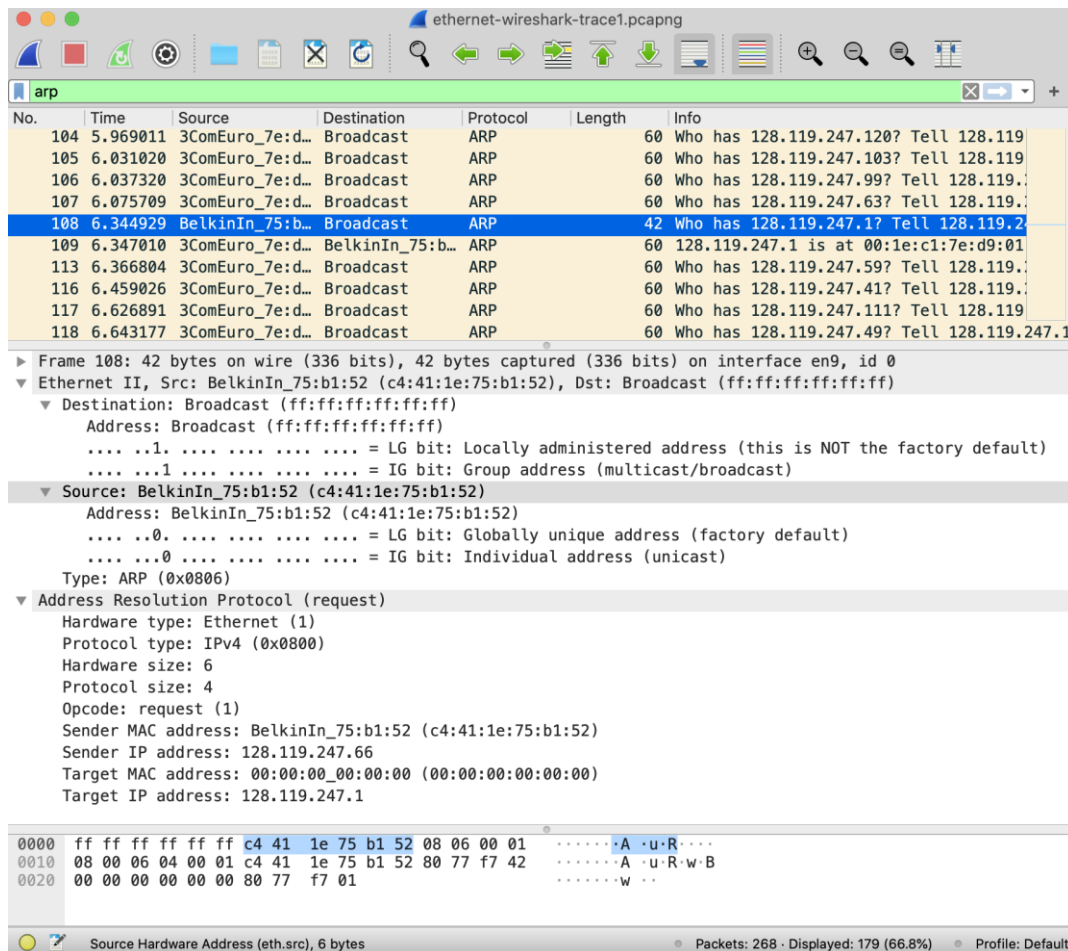 ethernet-wireshark-trace1.pcapng
arp
No. Time Source Destination Protocol Length Info
104 5.969011 3ComEuro_7e:d… Broadcast ARP 60 Who has 128.119.247.120? Tell 128.119
105 6.031020 3ComEuro_7e:d… Broadcast ARP 60 Who has 128.119.247.103? Tell 128.119
106 6.037320 3ComEuro_7e:d… Broadcast ARP 60 Who has 128.119.247.99? Tell 128.119.
107 6.075709 3ComEuro_7e:d… Broadcast ARP 60 Who has 128.119.247.63? Tell 128.119.
108 6.344929 BelkinIn_75:b… Broadcast ARP 42 Who has 128.119.247.1? Tell 128.119.2
109 6.347010 3ComEuro_7e:d… BelkinIn_75:b… ARP 60 128.119.247.1 is at 00:1e:c1:7e:d9:01
113 6.366804 3ComEuro_7e:d… Broadcast ARP 60 Who has 128.119.247.59? Tell 128.119.
116 6.459026 3ComEuro_7e:d… Broadcast ARP 60 Who has 128.119.247.41? Tell 128.119.
117 6.626891 3ComEuro_7e:d… Broadcast ARP 60 Who has 128.119.247.111? Tell 128.119
118 6.643177 3ComEuro_7e:d… Broadcast ARP 60 Who has 128.119.247.49? Tell 128.119.247.1
Frame 108: 42 bytes on wire (336 bits), 42 bytes captured (336 bits) on interface en9, id 0
Ethernet II, Src: BelkinIn_75:b1:52 (c4:41:1e:75:b1:52), Dst: Broadcast (ff:ff:ff:ff:ff:ff)
Destination: Broadcast (ff:ff:ff:ff:ff:ff)
Address: Broadcast (ff:ff:ff:ff:ff:ff)
.... ..1. .... .... .... .... = LG bit: Locally administered address (this is NOT the factory default)
.... ...1 .... .... .... .... = IG bit: Group address (multicast/broadcast)
Source: BelkinIn_75:b1:52 (c4:41:1e:75:b1:52)
Address: BelkinIn_75:b1:52 (c4:41:1e:75:b1:52)
.... ..0. .... .... .... .... = LG bit: Globally unique address (factory default)
.... ...0 .... .... .... .... = IG bit: Individual address (unicast)
Type: ARP (0x0806)
Address Resolution Protocol (request)
Hardware type: Ethernet (1)
Protocol type: IPv4 (0x0800)
Hardware size: 6
Protocol size: 4
Opcode: request (1)
Sender MAC address: BelkinIn_75:b1:52 (c4:41:1e:75:b1:52)
Sender IP address: 128.119.247.66
Target MAC address: 00:00:00_00:00:00 (00:00:00:00:00:00)
Target IP address: 128.119.247.1
0000 ff ff ff ff ff ff c4 41 1e 75 b1 52 08 06 00 01 ·······A ·u·R····
0010 08 00 06 04 00 01 c4 41 1e 75 b1 52 80 77 f7 42 ·······A ·u·R·w·B
0020 00 00 00 00 00 00 80 77 f7 01 ·······w ··
Source Hardware Address (eth.src), 6 bytes
Packets: 268 · Displayed: 179 (66.8%)
Profile: Default